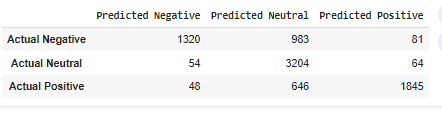 Predicted Negative Predicted Neutral Predicted Positive
Actual Negative 1320 983 81
Actual Neutral 54 3204 64
Actual Positive 48 646 1845